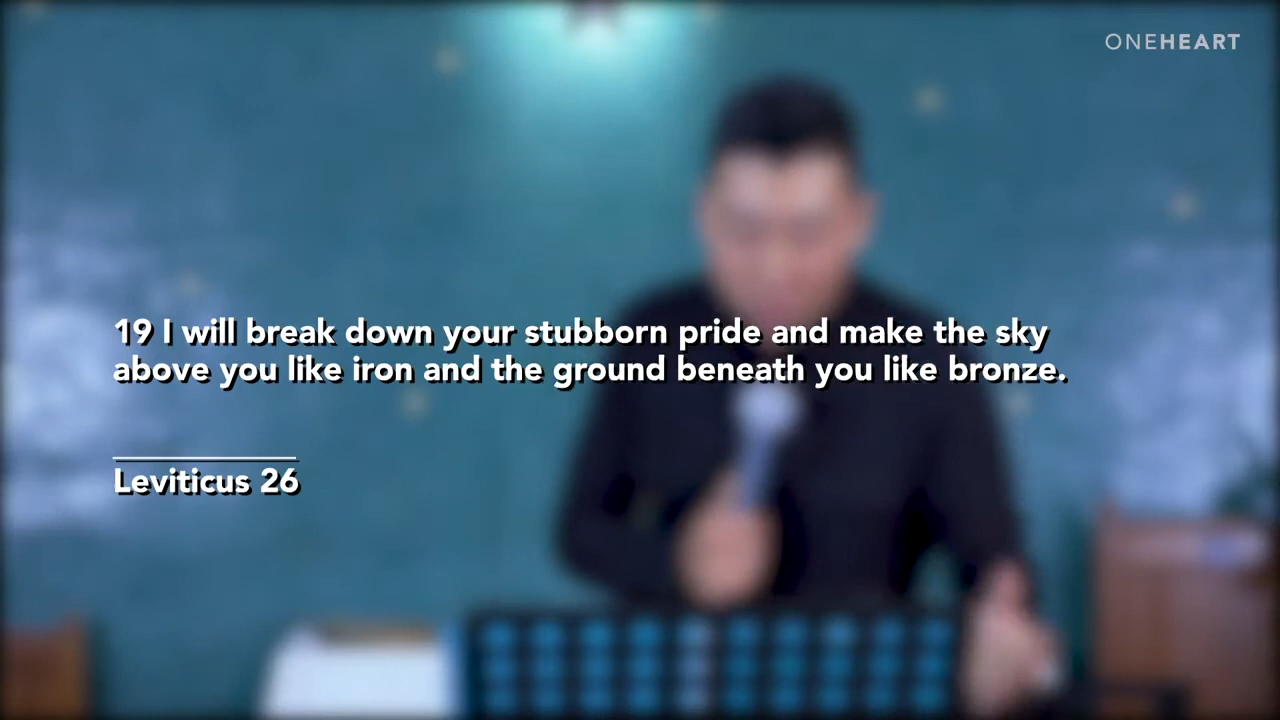 ONEHEART
19 I will break down your stubborn pride and make the sky
above you like iron and the ground beneath you like bronze.
Leviticus 26